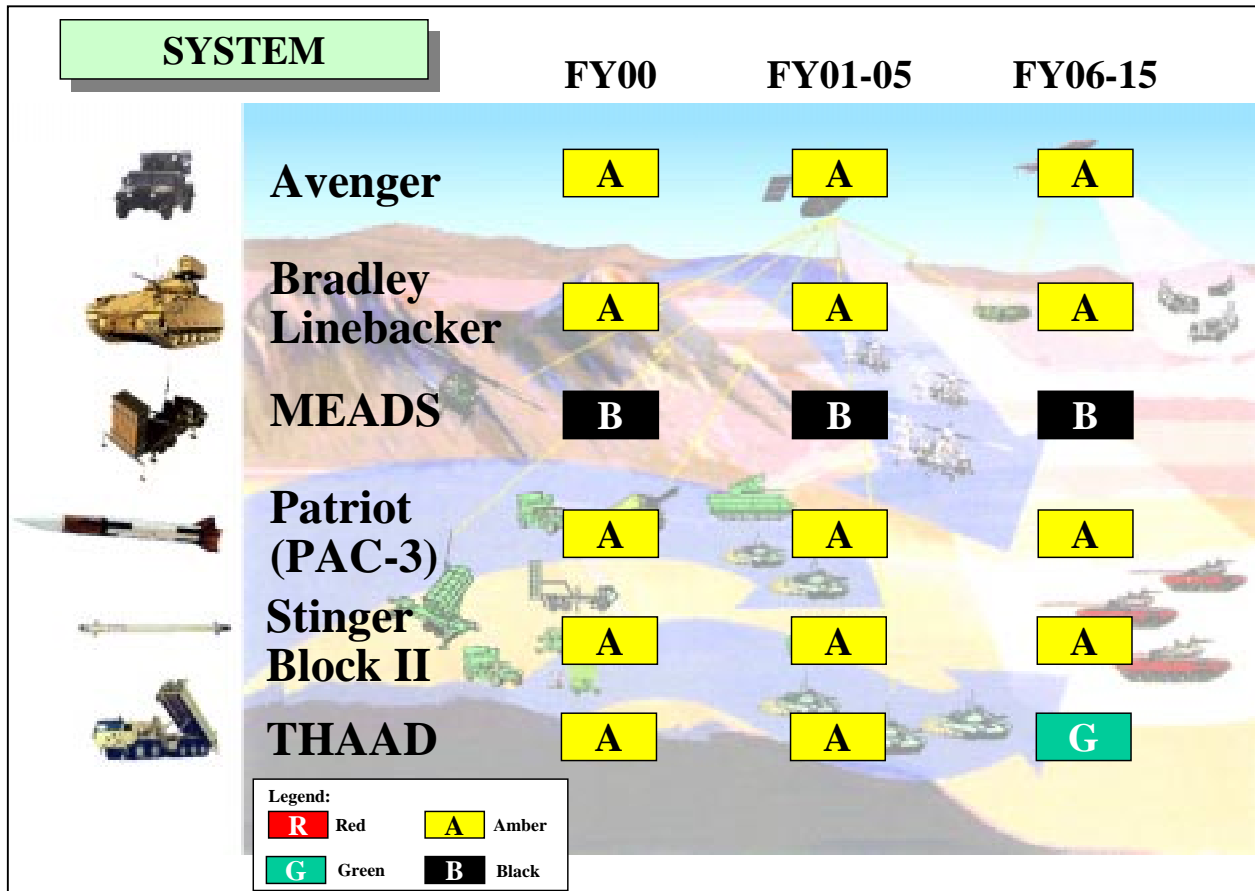 SYSTEM
FY00 FY01-05 FY06-15
Avenger A A A
Bradley
Linebacker A A A
MEADS B B B
Patriot
(PAC-3) A A A
Stinger
Block II A A A
THAAD A A G
Legend:
R Red A Amber
G Green B Black